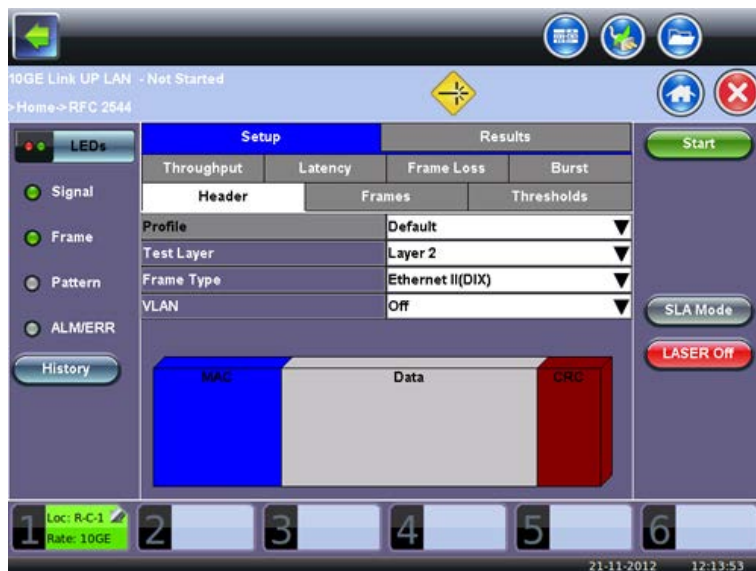 10GE Link UP LAN - Not Started
>Home->RFC 2544
LEDs
Signal
Frame
Pattern
ALM/ERR
History
Setup
Results
Throughput
Latency
Frame Loss
Burst
Header
Frames
Thresholds
Profile
Default
Test Layer
Layer 2
Frame Type
Ethernet II(DIX)
VLAN
Off
MAC
Data
CRC
Start
SLA Mode
LASER Off
1
Loc: R-C-1
Rate: 10GE
2
3
4
5
6
21-11-2012 12:13:53